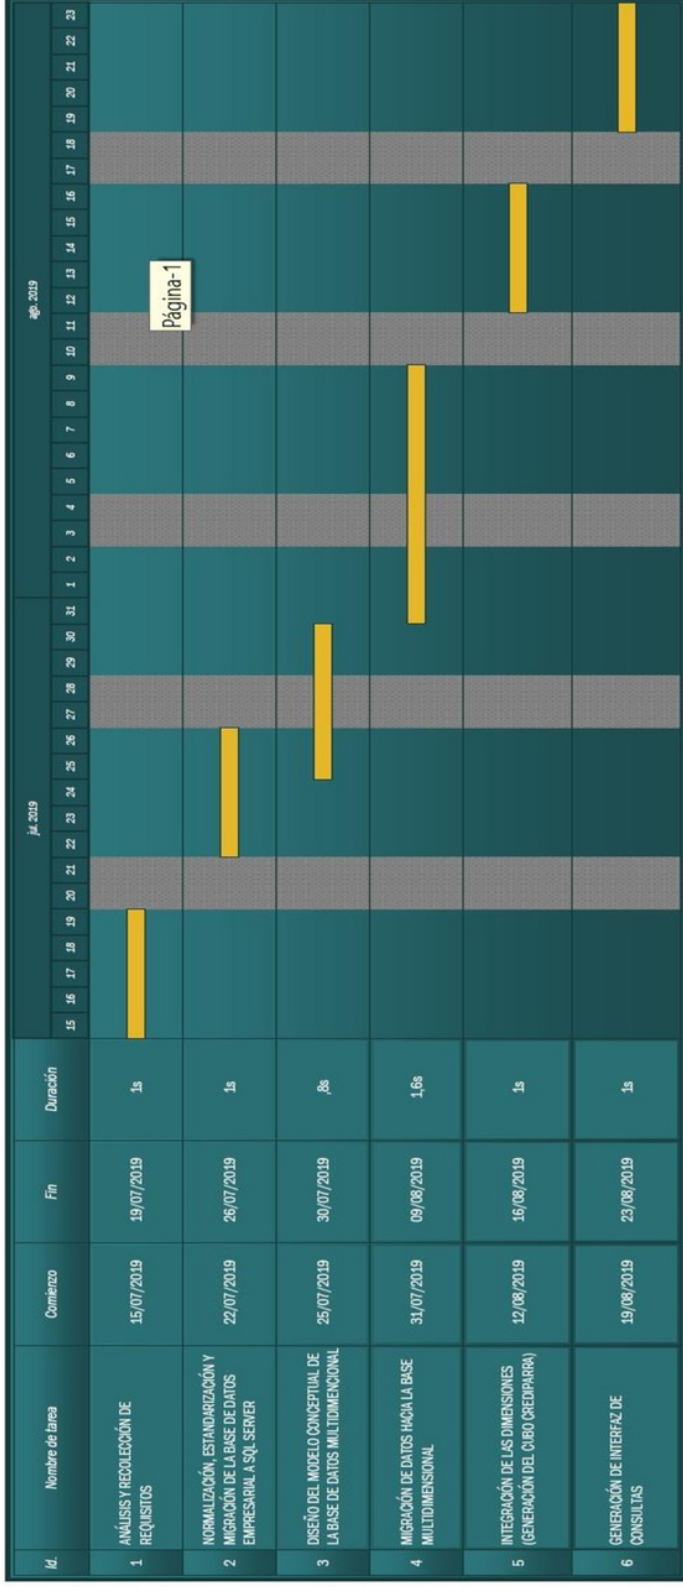 Id.
Nombre de tarea
Comienzo
Fin
Duración
jul. 2019
ago. 2019
15 16 17 18 19 20 21 22 23 24 25 26 27 28 29 30 31 1 2 3 4 5 6 7 8 9 10 11 12 13 14 15 16 17 18 19 20 21 22 23
1
ANÁLISIS Y RECOLECCIÓN DE
REQUISITOS
15/07/2019
19/07/2019
1s
Página-1
2
NORMALIZACIÓN, ESTANDARIZACIÓN Y
MIGRACIÓN DE LA BASE DE DATOS
EMPRESARIAL A SQL SERVER
22/07/2019
26/07/2019
1s
3
DISEÑO DEL MODELO CONCEPTUAL DE
LA BASE DE DATOS MULTIDIMENCIONAL
25/07/2019
30/07/2019
,8s
4
MIGRACIÓN DE DATOS HACIA LA BASE
MULTIDIMENSIONAL
31/07/2019
09/08/2019
1,6s
5
INTEGRACIÓN DE LAS DIMENSIONES
(GENERACIÓN DEL CUBO CREDIPARRA)
12/08/2019
16/08/2019
1s
6
GENERACIÓN DE INTERFAZ DE
CONSULTAS
19/08/2019
23/08/2019
1s